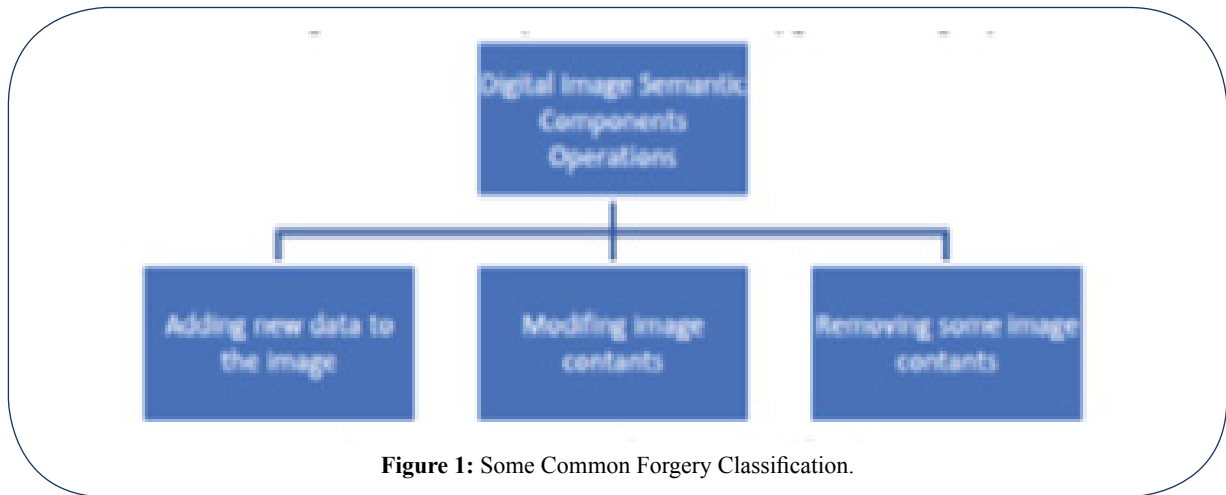 Digital Image Semantic
Components
Operations
Adding new data to
the image
Modifing image
contants
Removing some image
contants
Figure 1: Some Common Forgery Classification.